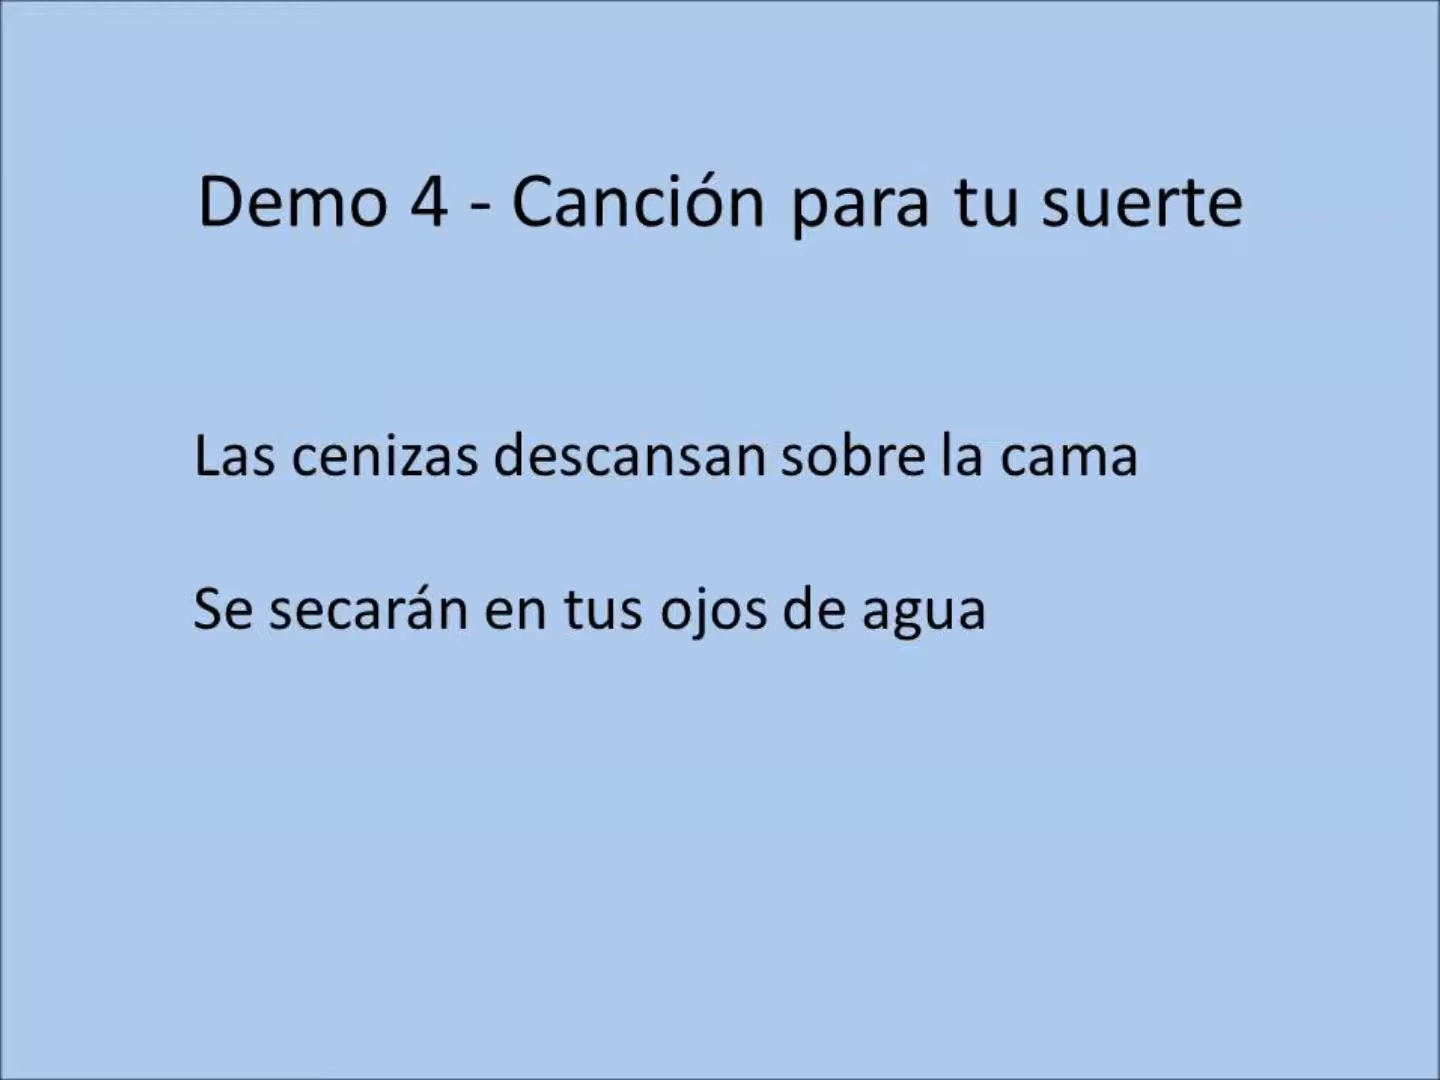 Demo 4 - Canción para tu suerte
Las cenizas descansan sobre la cama
Se secarán en tus ojos de agua